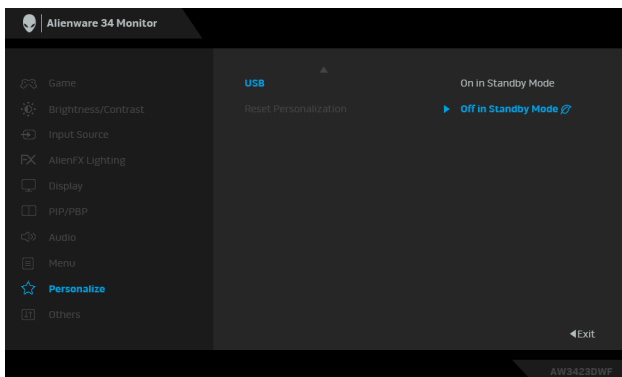 Alienware 34 Monitor
Game
Brightness/Contrast
Input Source
FX AlienFX Lighting
Display
PIP/PBP
Audio
Menu
Personalize
Others
USB
Reset Personalization
On in Standby Mode
Off in Standby Mode
Exit
AW3423DWF